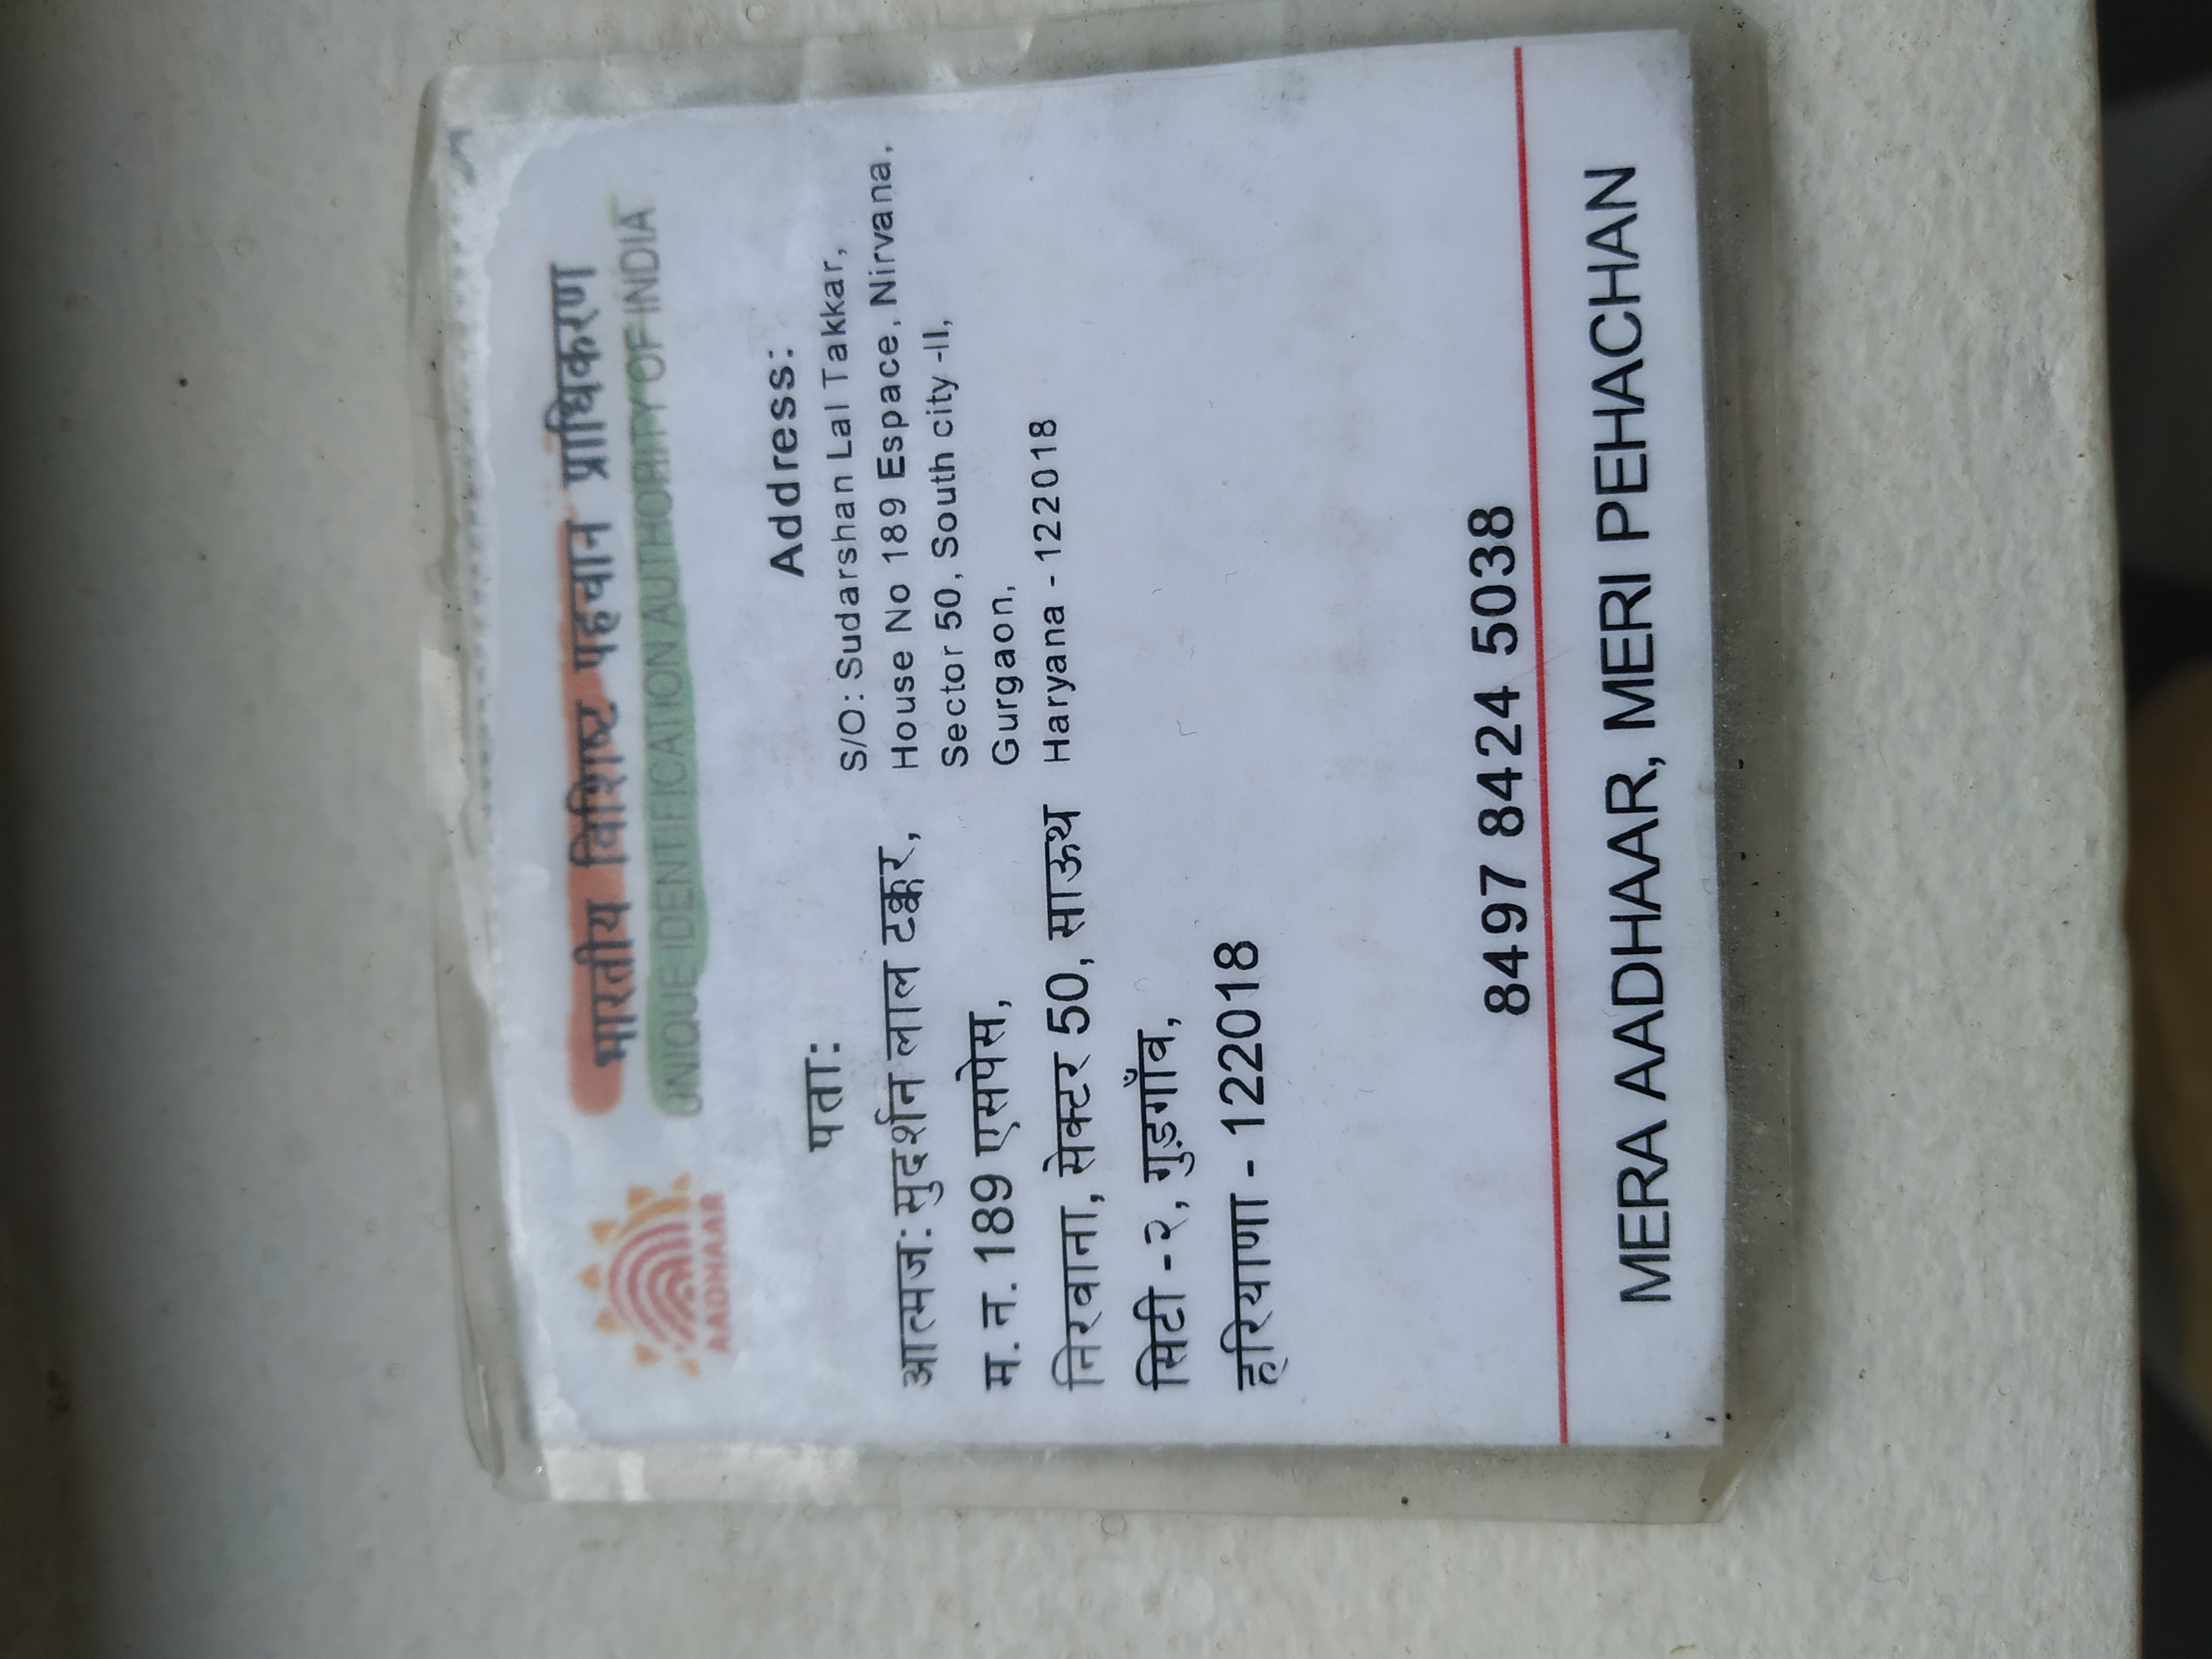 AADHAAR
भारतीय विशिष्ट पहचान प्राधिकरण
UNIQUE IDENTIFICATION AUTHORITY OF INDIA
पता:
आत्मज: सुदर्शन लाल टक्कर,
म. न. 189 एसपेस,
निरवाना, सेक्टर 50, साऊथ
सिटी - २, गुड़गाँव,
हरियाणा - 122018
Address:
S/O: Sudarshan Lal Takkar,
House No 189 Espace, Nirvana,
Sector 50, South city -II,
Gurgaon,
Haryana - 122018
8497 8424 5038
MERA AADHAAR, MERI PEHACHAN